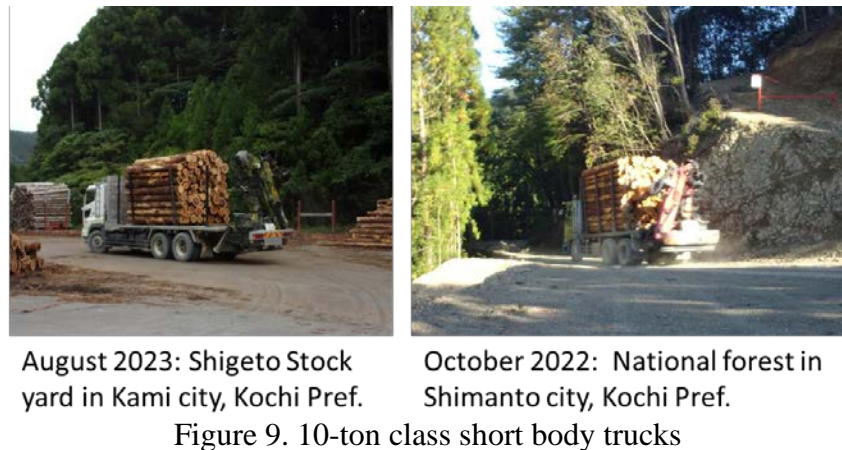 August 2023: Shigeto Stock
yard in Kami city, Kochi Pref.
October 2022: National forest in
Shimanto city, Kochi Pref.
Figure 9. 10-ton class short body trucks